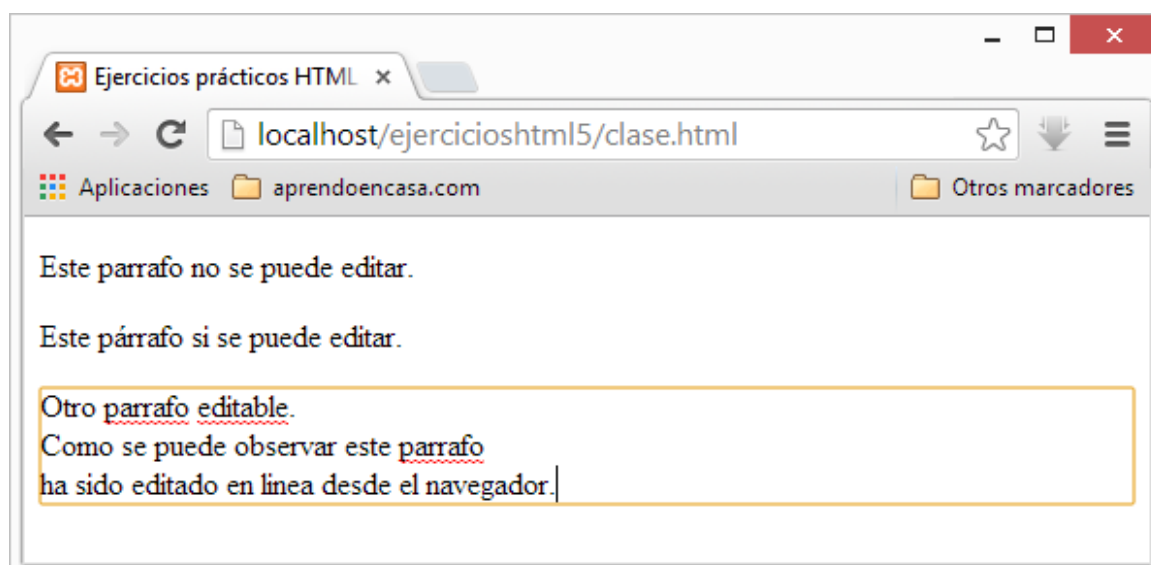 Ejercicios prácticos HTML
localhost/ejercicioshtml5/clase.html
Aplicaciones aprendoencasa.com Otros marcadores
Este parrafo no se puede editar.
Este párrafo si se puede editar.
Otro parrafo editable.
Como se puede observar este parrafo
ha sido editado en linea desde el navegador.